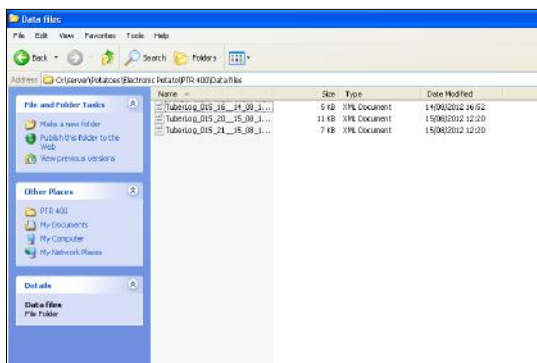 Data files
File Edit View Favorites Tools Help
Back Search Folders
Address C:\server\Potatoes\Electronic Potato\PTR 400\Data files
Name Size Type Date Modified
TuberLog_015_16__14_08_1... 5 KB XML Document 14/08/2012 16:52
TuberLog_015_20__15_08_1... 11 KB XML Document 15/08/2012 12:20
TuberLog_015_21__15_08_1... 7 KB XML Document 15/08/2012 12:20
File and Folder Tasks
Make a new folder
Publish this folder to the
Web
View previous versions
Other Places
PTR 400
My Documents
My Computer
My Network Places
Details
Data files
File Folder